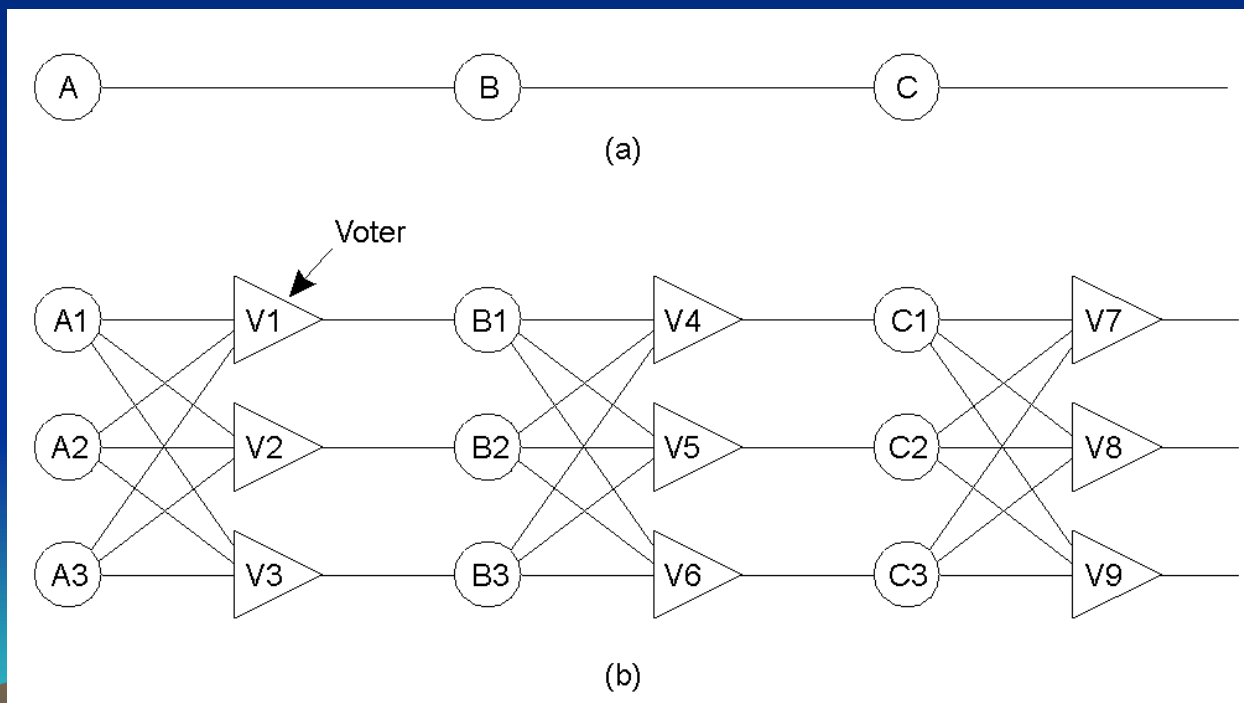 A B C
(a)
Voter
A1 V1 B1 V4 C1 V7
A2 V2 B2 V5 C2 V8
A3 V3 B3 V6 C3 V9
(b)